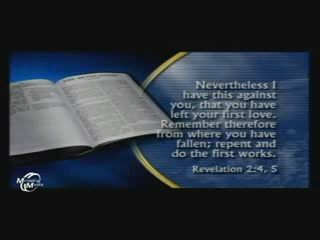 Nevertheless I
have this against
you, that you have
left your first love.
Remember therefore
from where you have
fallen; repent and
do the first works.
Revelation 2:4, 5